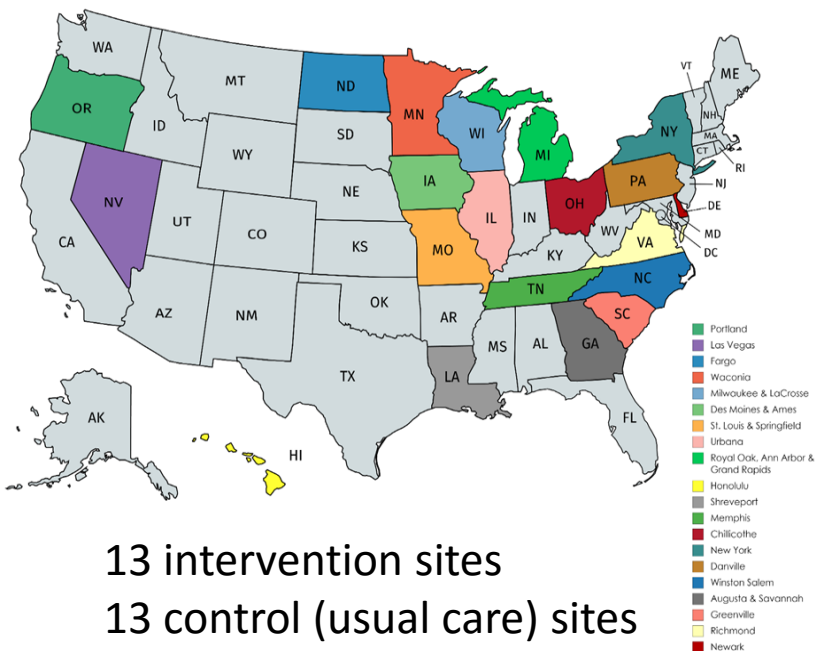 WA
MT
ND
MN
VT
ME
OR
ID
SD
WI
MI
NY
NH
MA
CT
RI
WY
IA
PA
NJ
NV
NE
IL
IN
OH
DE
UT
CO
WV
VA
MD
DC
CA
KS
MO
KY
NC
TN
AZ
NM
OK
AR
SC
MS
AL
GA
TX
LA
FL
AK
HI
Portland
Las Vegas
Fargo
Waconia
Milwaukee & LaCrosse
Des Moines & Ames
St. Louis & Springfield
Urbana
Royal Oak, Ann Arbor &
Grand Rapids
Honolulu
Shreveport
Memphis
Chillicothe
New York
Danville
Winston Salem
Augusta & Savannah
Greenville
Richmond
Newark
13 intervention sites
13 control (usual care) sites